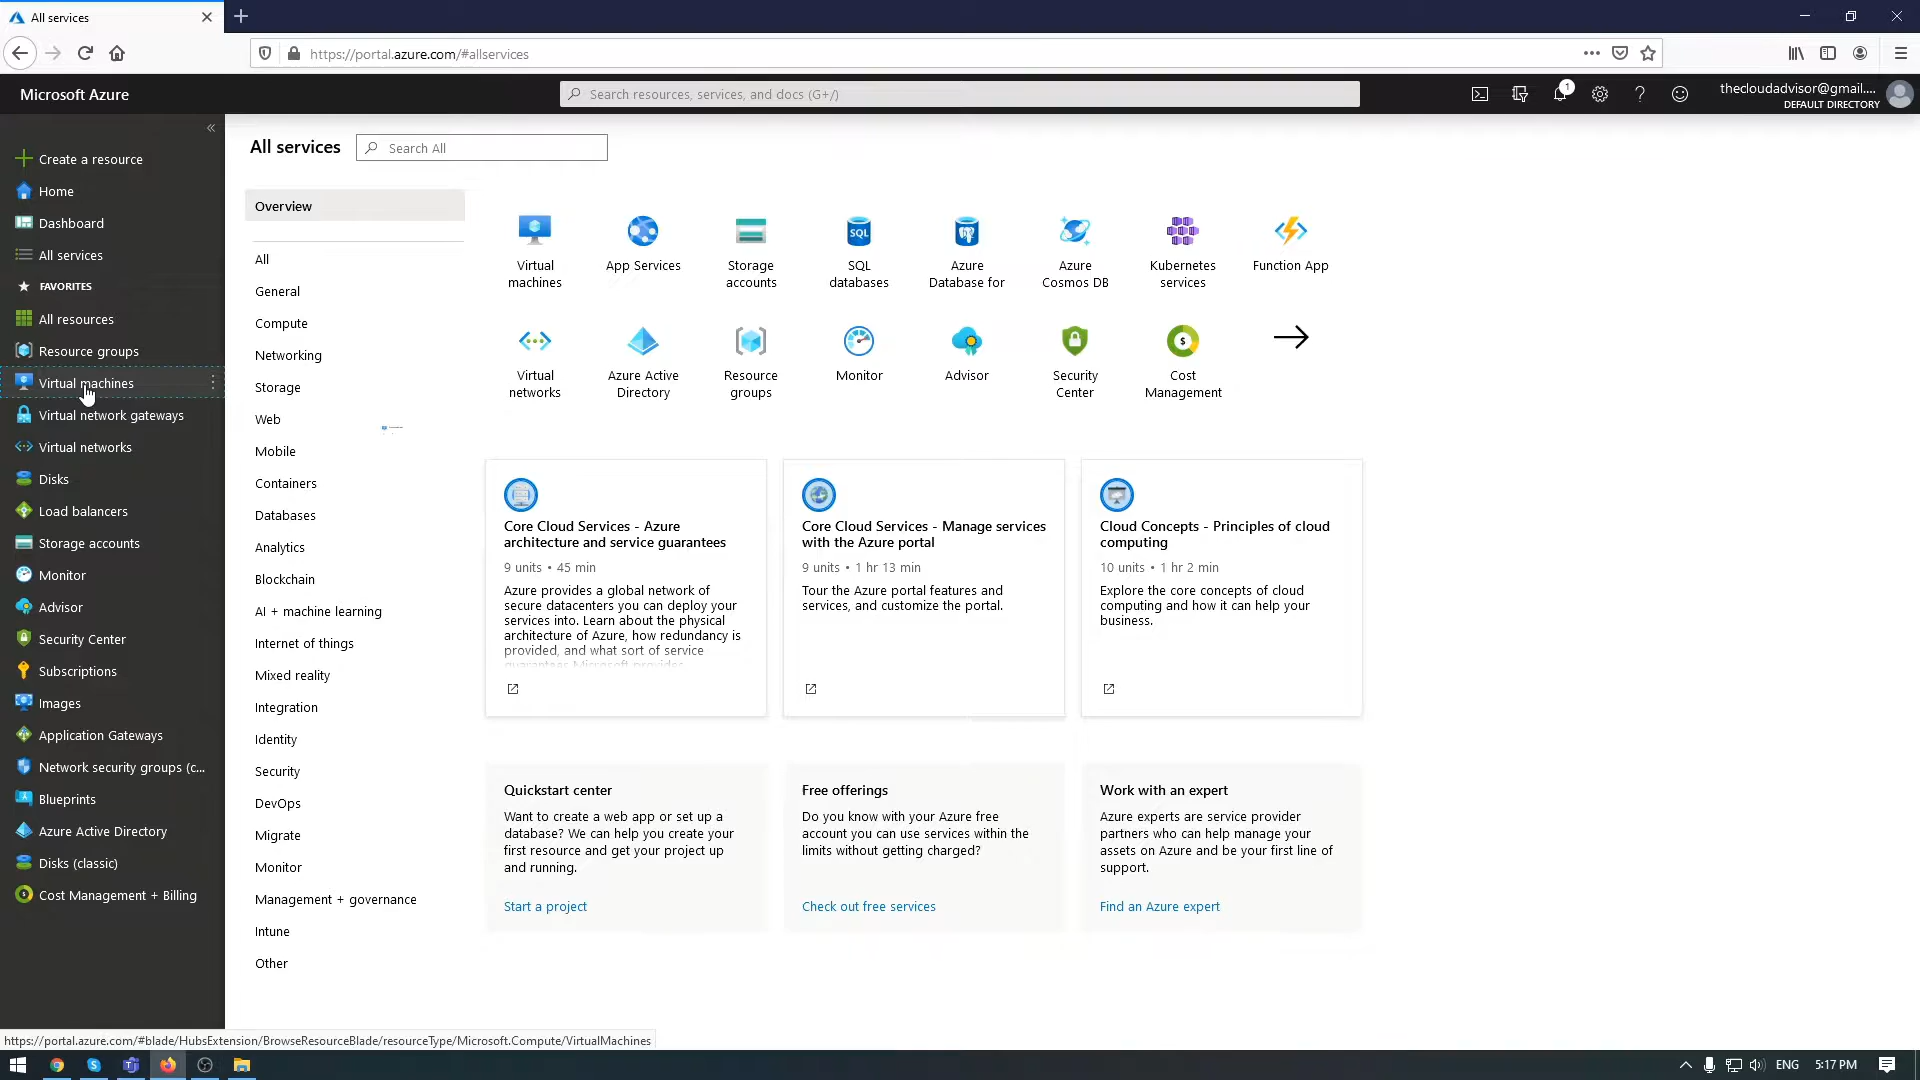 All services
https://portal.azure.com/#allservices
Microsoft Azure
Search resources, services, and docs (G+/)
1
thecloudadvisor@gmail....
DEFAULT DIRECTORY
Create a resource
Home
Dashboard
All services
FAVORITES
All resources
Resource groups
Virtual machines
Virtual network gateways
Virtual networks
Disks
Load balancers
Storage accounts
Monitor
Advisor
Security Center
Subscriptions
Images
Application Gateways
Network security groups (c...
Blueprints
Azure Active Directory
Disks (classic)
Cost Management + Billing
All services
Search All
Overview
All
General
Compute
Networking
Storage
Web
Mobile
Containers
Databases
Analytics
Blockchain
AI + machine learning
Internet of things
Mixed reality
Integration
Identity
Security
DevOps
Migrate
Monitor
Management + governance
Intune
Other
Virtual
machines
App Services
Storage
accounts
SQL
SQL
databases
Azure
Database for
Azure
Cosmos DB
Kubernetes
services
Function App
Virtual
networks
Azure Active
Directory
Resource
groups
Monitor
Advisor
Security
Center
Cost
Management
Core Cloud Services - Azure
architecture and service guarantees
9 units • 45 min
Azure provides a global network of
secure datacenters you can deploy your
services into. Learn about the physical
architecture of Azure, how redundancy is
provided, and what sort of service
guarantees Microsoft provides
Core Cloud Services - Manage services
with the Azure portal
9 units • 1 hr 13 min
Tour the Azure portal features and
services, and customize the portal.
Cloud Concepts - Principles of cloud
computing
10 units • 1 hr 2 min
Explore the core concepts of cloud
computing and how it can help your
business.
Quickstart center
Want to create a web app or set up a
database? We can help you create your
first resource and get your project up
and running.
Start a project
Free offerings
Do you know with your Azure free
account you can use services within the
limits without getting charged?
Check out free services
Work with an expert
Azure experts are service provider
partners who can help manage your
assets on Azure and be your first line of
support.
Find an Azure expert
https://portal.azure.com/#blade/HubsExtension/BrowseResourceBlade/resourceType/Microsoft.Compute/VirtualMachines
ENG
5:17 PM